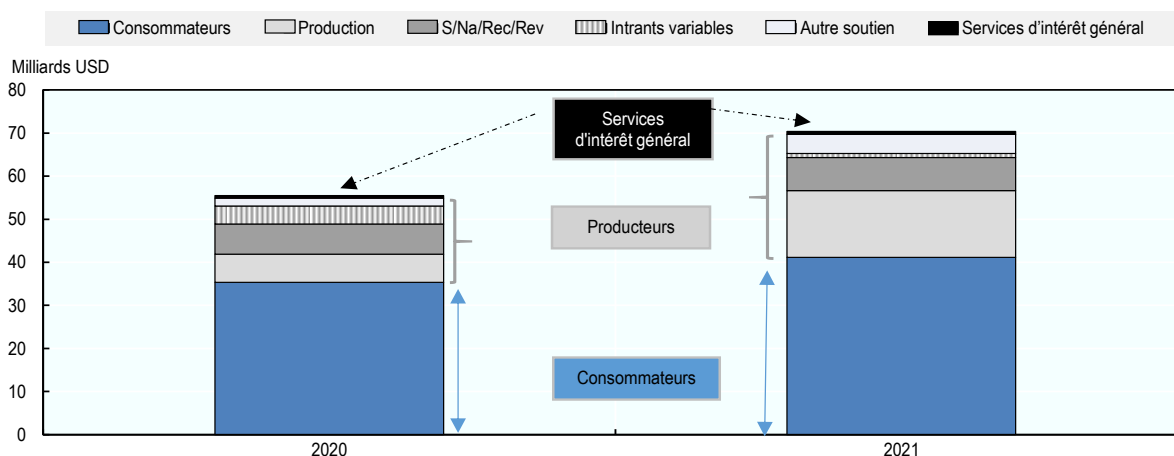 Consommateurs Production S/Na/Rec/Rev Intrants variables Autre soutien Services d'intérêt général
Milliards USD
80
70
60
50
40
30
20
10
0
Services
d'intérêt général
Producteurs
Consommateurs
2020 2021